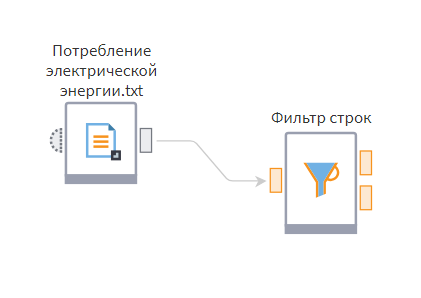 Потребление
электрической
энергии.txt
Фильтр строк